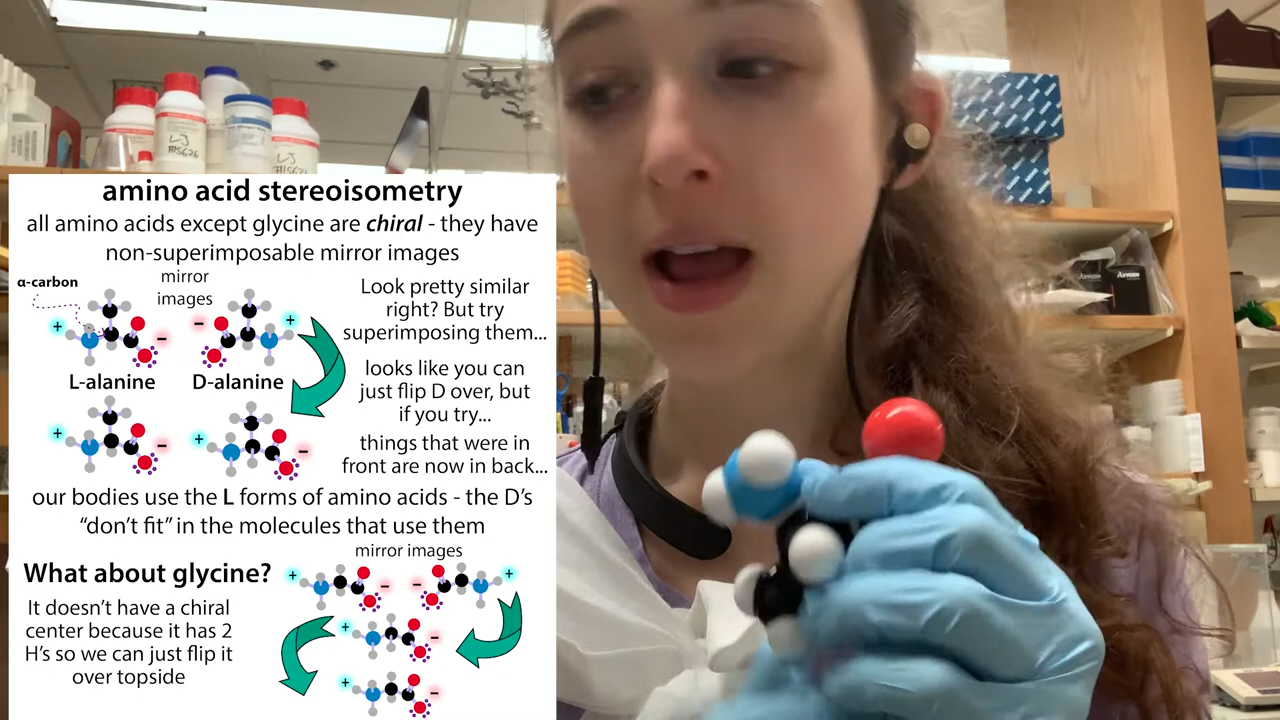 amino acid stereoisometry
all amino acids except glycine are chiral - they have
non-superimposable mirror images
α-carbon
mirror
images
Look pretty similar
right? But try
superimposing them...
+
−
−
+
L-alanine
D-alanine
looks like you can
just flip D over, but
if you try...
+
−
+
−
things that were in
front are now in back...
our bodies use the L forms of amino acids - the D's
"don't fit" in the molecules that use them
mirror images
What about glycine?
+
−
−
+
It doesn't have a chiral
center because it has 2
H's so we can just flip it
over topside
+
−
+
−
LJ
LJ